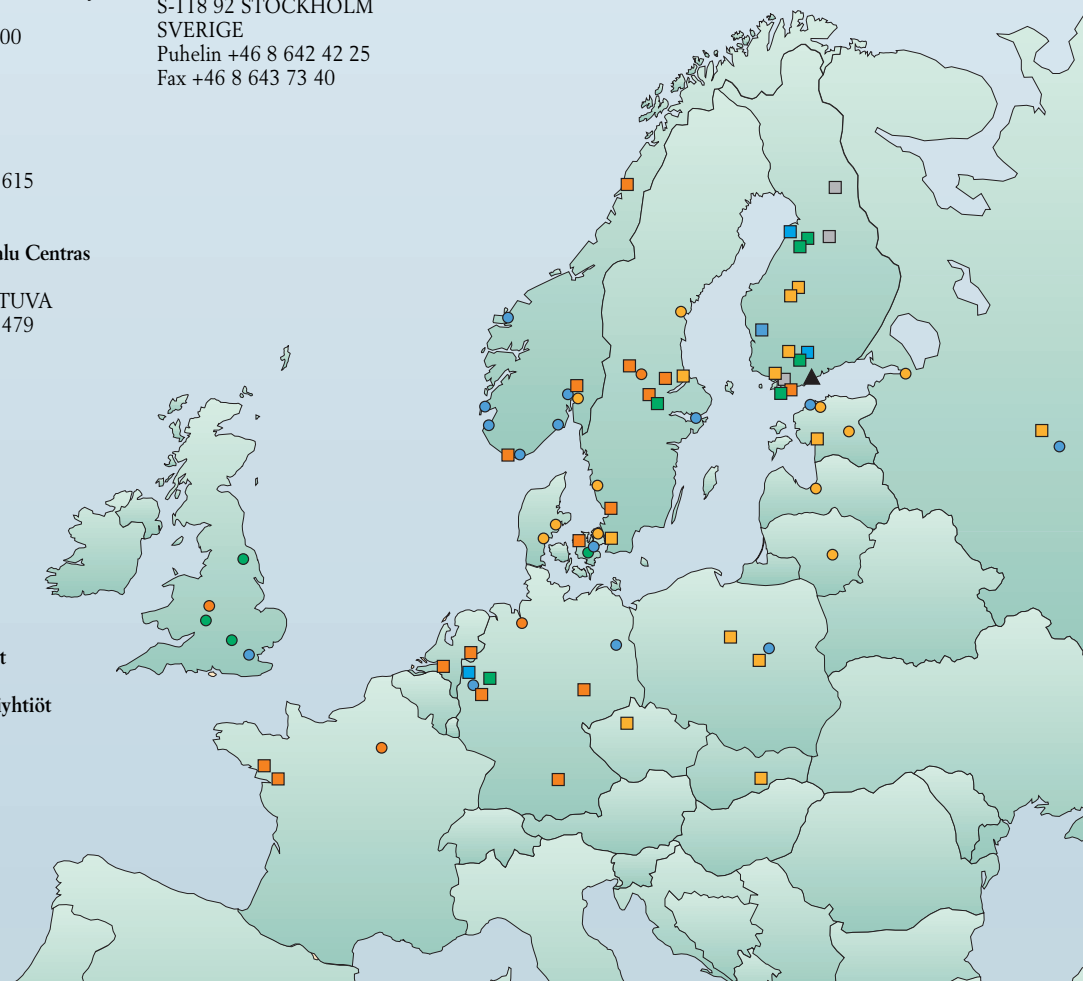 S-118 92 STOCKHOLM
SVERIGE
Puhelin +46 8 642 42 25
Fax +46 8 643 73 40
00
615
alu Centras
TUVA
479
t
yhtiöt